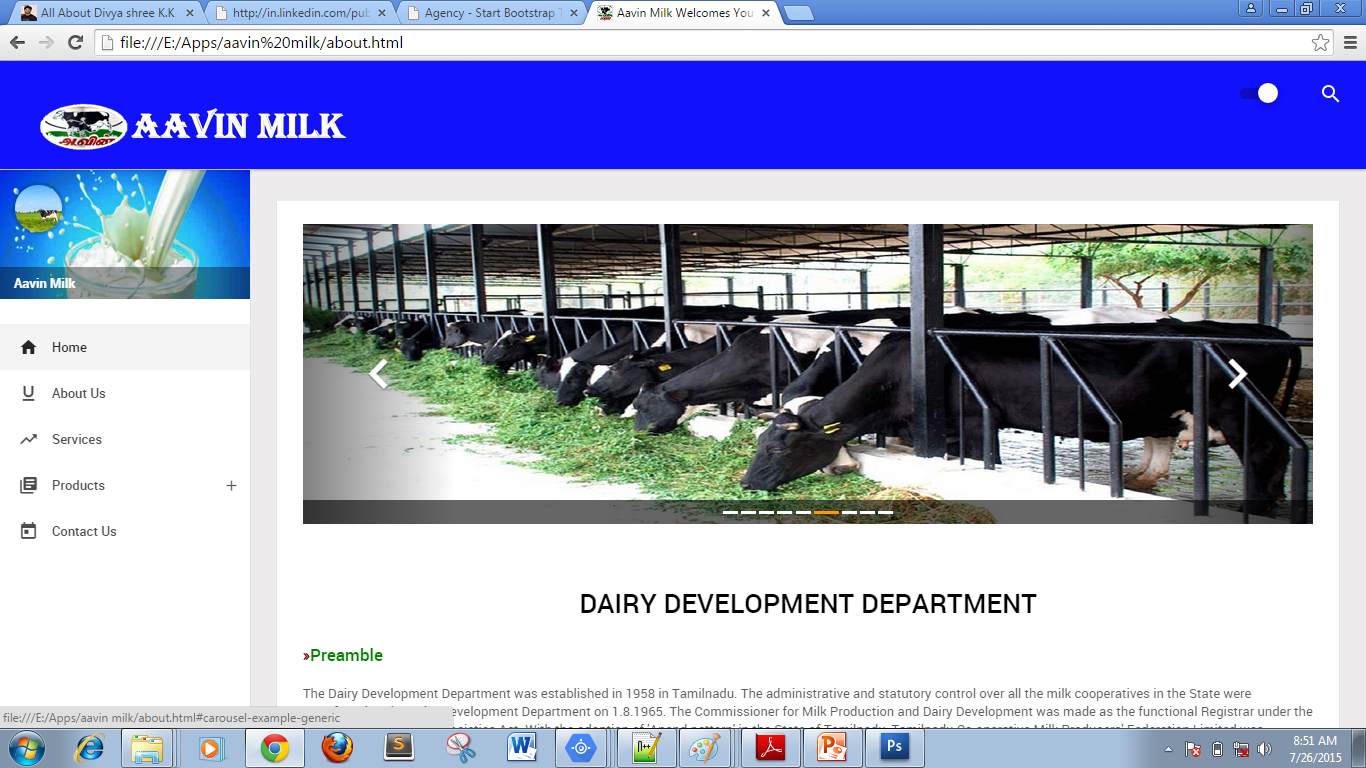 All About Divya shree K.K
http://in.linkedin.com/pub
Agency - Start Bootstrap T
Aavin Milk Welcomes You
file:///E:/Apps/aavin%20milk/about.html
ஆவின்
AAVIN MILK
Aavin Milk
Home
About Us
Services
Products
Contact Us
DAIRY DEVELOPMENT DEPARTMENT
»Preamble
The Dairy Development Department was established in 1958 in Tamilnadu. The administrative and statutory control over all the milk cooperatives in the State were
evelopment Department on 1.8.1965. The Commissioner for Milk Production and Dairy Development was made as the functional Registrar under the
file:///E:/Apps/aavin milk/about.html#carousel-example-generic
8:51 AM
7/26/2015